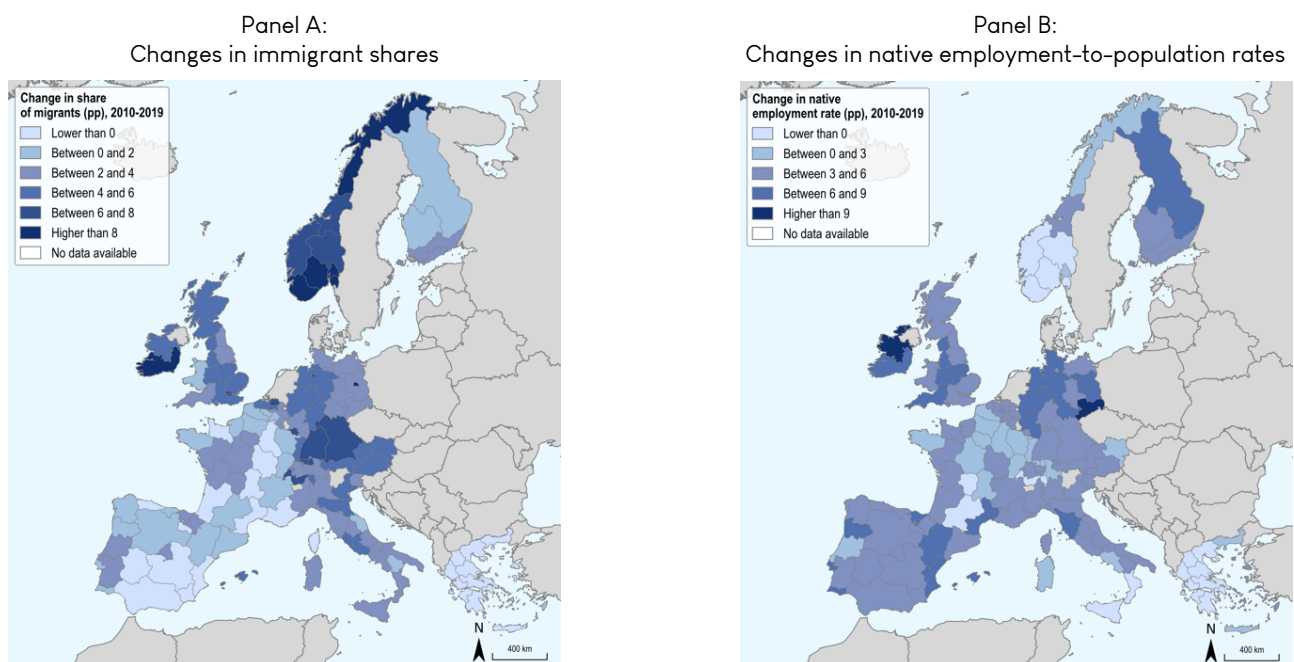 Panel A:
Changes in immigrant shares
Change in share
of migrants (pp), 2010-2019
Lower than 0
Between 0 and 2
Between 2 and 4
Between 4 and 6
Between 6 and 8
Higher than 8
No data available
N
400 km
Panel B:
Changes in native employment-to-population rates
Change in native
employment rate (pp), 2010-2019
Lower than 0
Between 0 and 3
Between 3 and 6
Between 6 and 9
Higher than 9
No data available
N
400 km